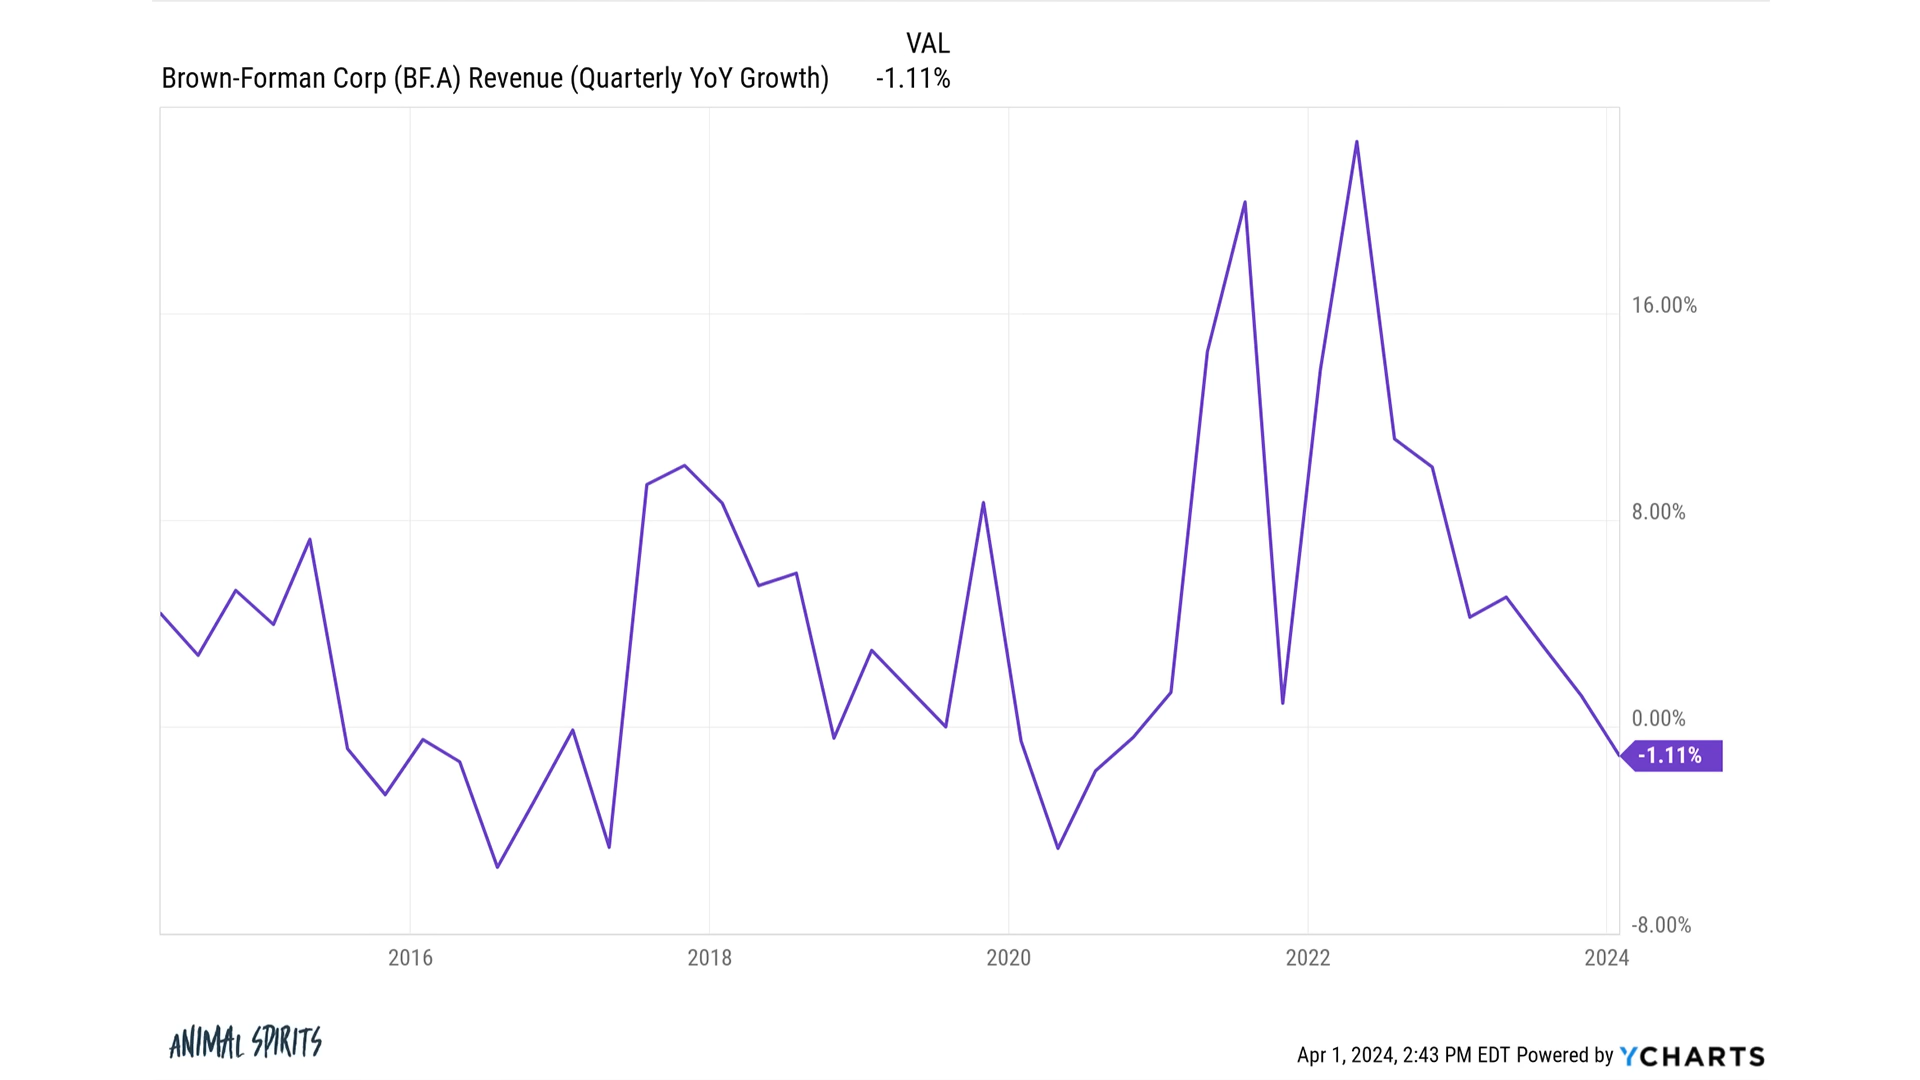 VAL
Brown-Forman Corp (BF.A) Revenue (Quarterly YoY Growth) -1.11%
16.00%
8.00%
0.00%
-1.11%
-8.00%
2016 2018 2020 2022 2024
ANIMAL SPIRITS
Apr 1, 2024, 2:43 PM EDT Powered by YCHARTS